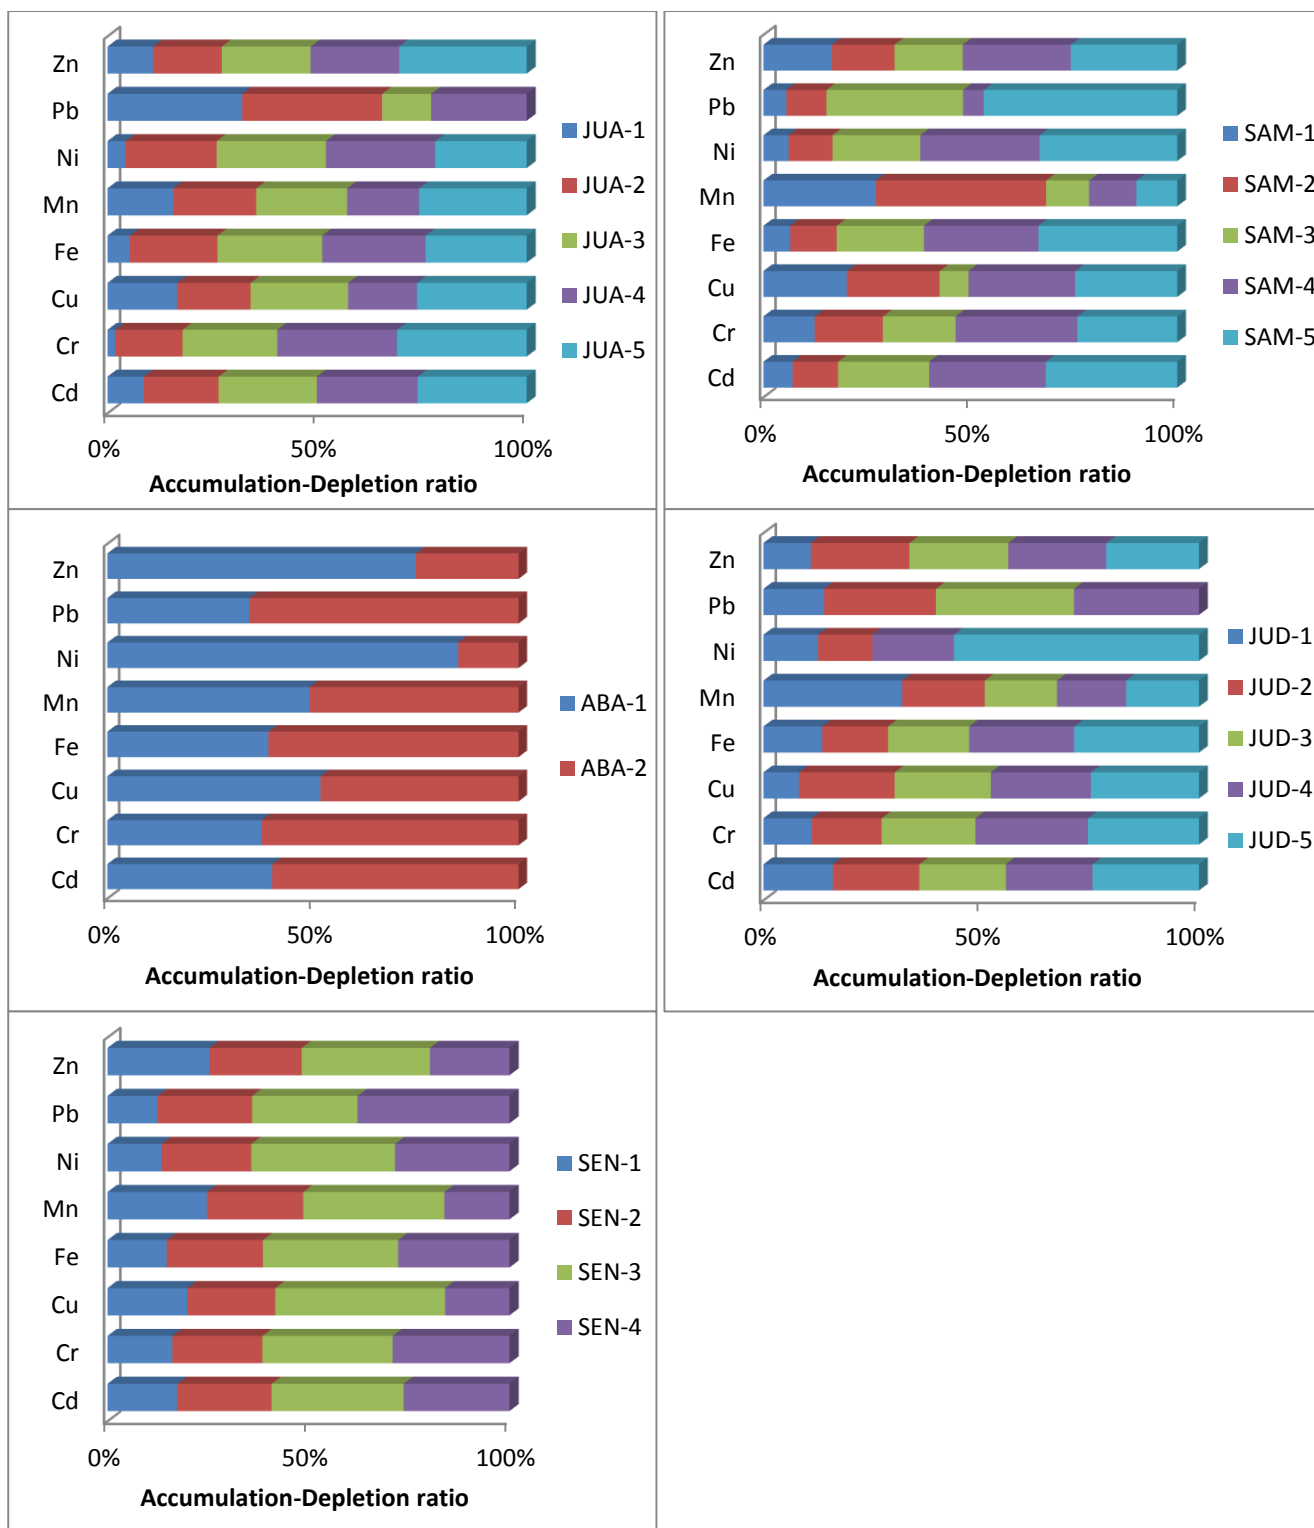 Zn
Pb
Ni
Mn
Fe
Cu
Cr
Cd
0% 50% 100%
Accumulation-Depletion ratio
JUA-1
JUA-2
JUA-3
JUA-4
JUA-5
Zn
Pb
Ni
Mn
Fe
Cu
Cr
Cd
0% 50% 100%
Accumulation-Depletion ratio
SAM-1
SAM-2
SAM-3
SAM-4
SAM-5
Zn
Pb
Ni
Mn
Fe
Cu
Cr
Cd
0% 50% 100%
Accumulation-Depletion ratio
ABA-1
ABA-2
Zn
Pb
Ni
Mn
Fe
Cu
Cr
Cd
0% 50% 100%
Accumulation-Depletion ratio
JUD-1
JUD-2
JUD-3
JUD-4
JUD-5
Zn
Pb
Ni
Mn
Fe
Cu
Cr
Cd
0% 50% 100%
Accumulation-Depletion ratio
SEN-1
SEN-2
SEN-3
SEN-4